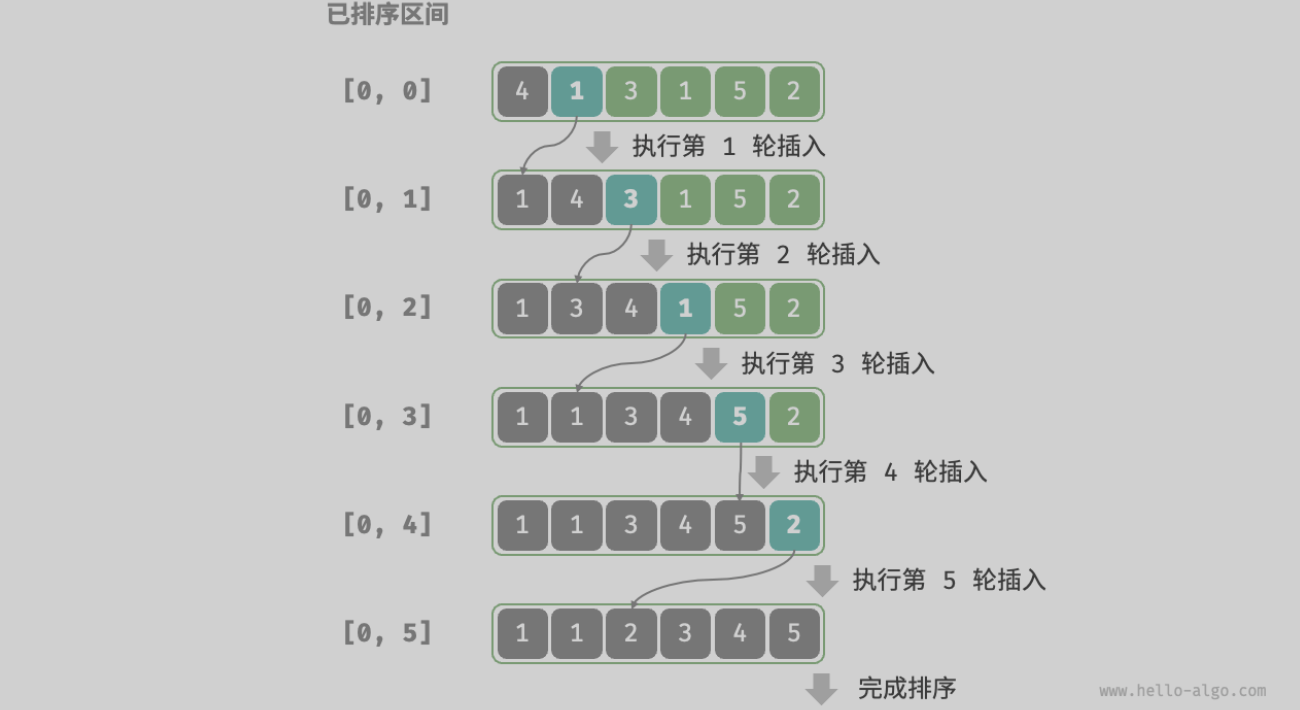 已排序区间
[0, 0] 4 1 3 1 5 2
执行第 1 轮插入
[0, 1] 1 4 3 1 5 2
执行第 2 轮插入
[0, 2] 1 3 4 1 5 2
执行第 3 轮插入
[0, 3] 1 1 3 4 5 2
执行第 4 轮插入
[0, 4] 1 1 3 4 5 2
执行第 5 轮插入
[0, 5] 1 1 2 3 4 5
完成排序
www.hello-algo.com